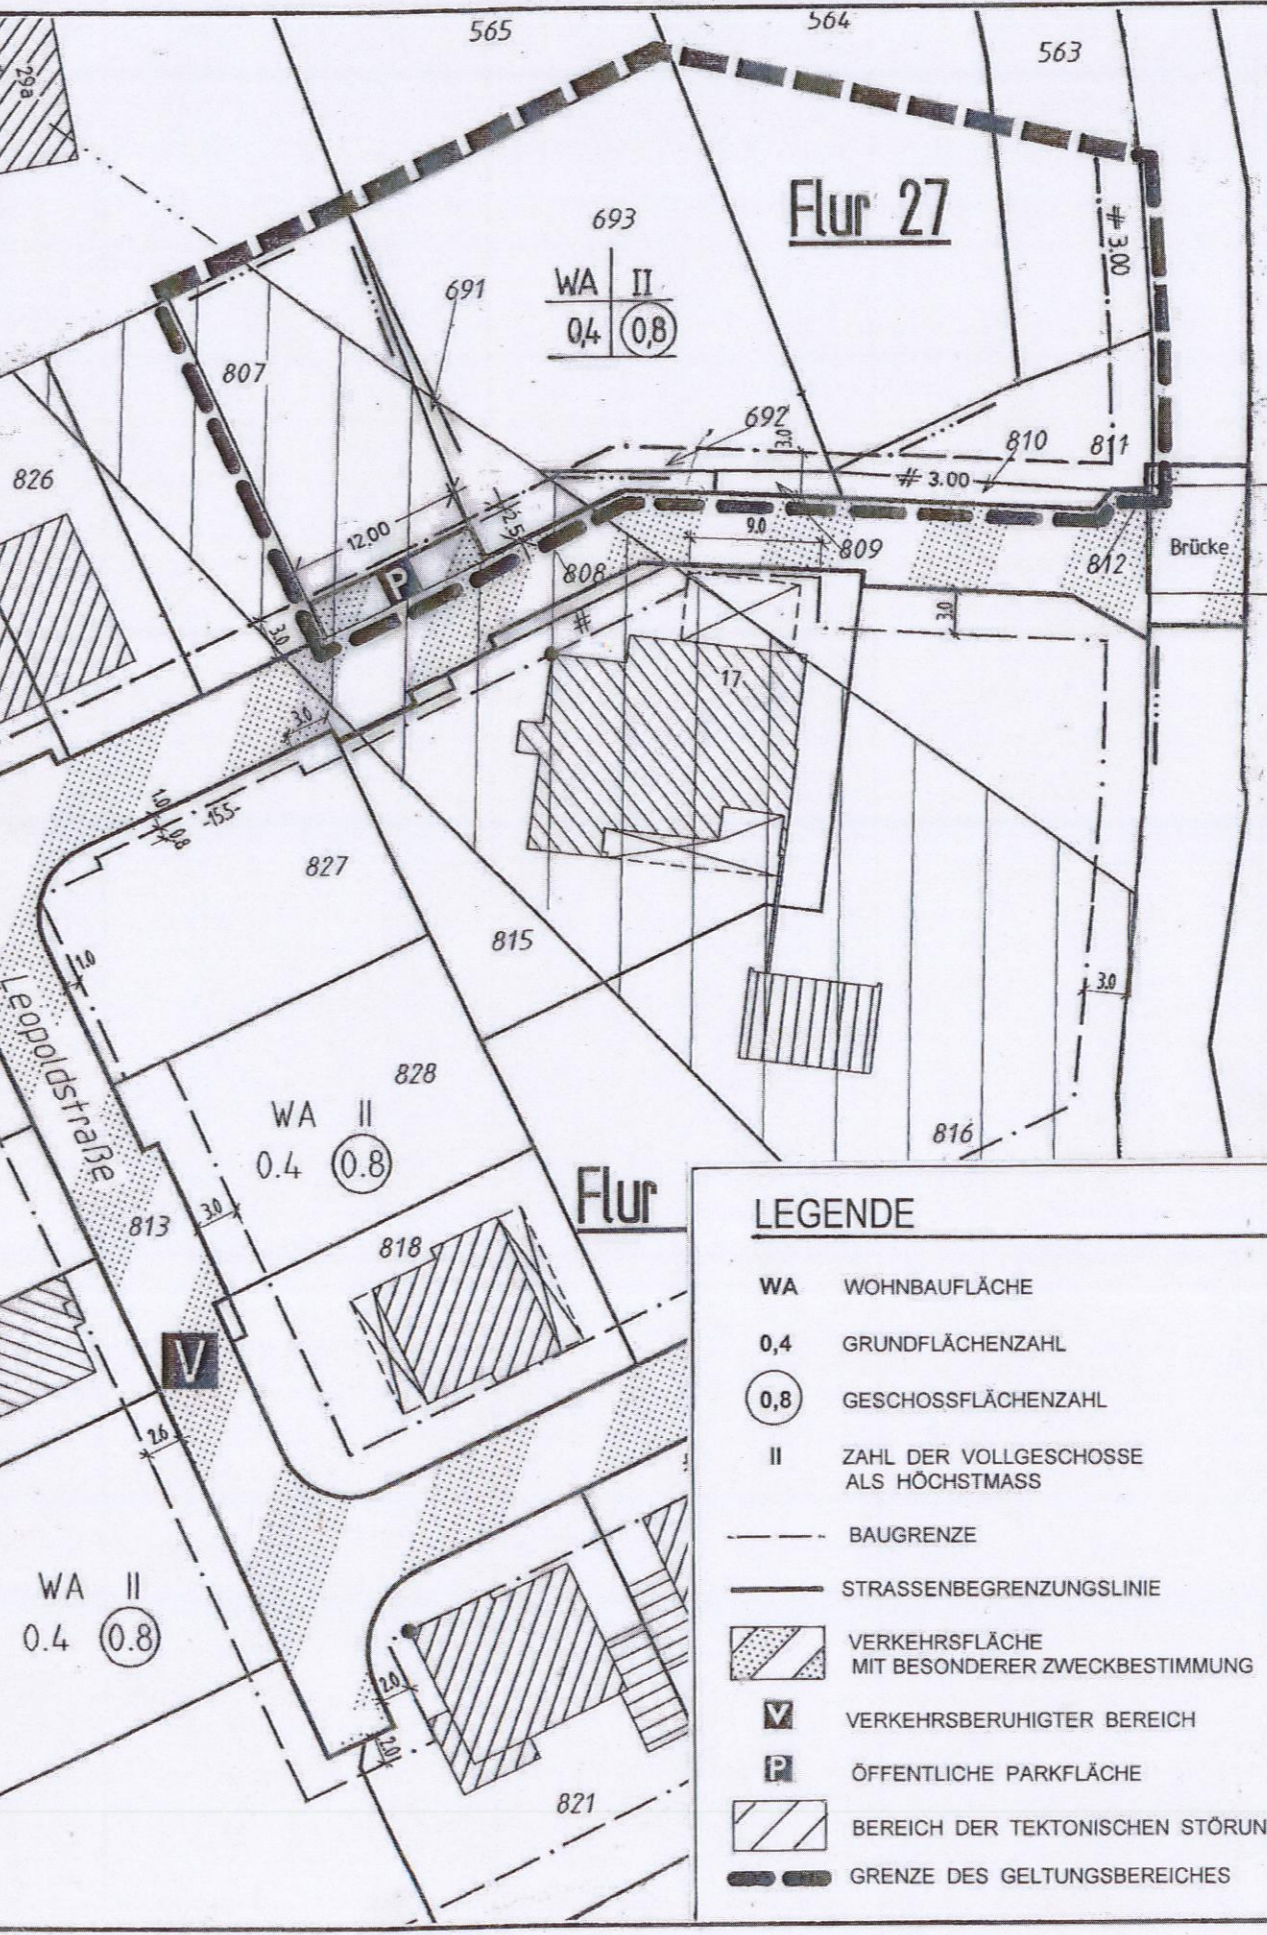 565
564
563
29a
693
Flur 27
# 3.00
WA II
0,4 0,8
691
807
692
3.0
810
811
826
# 3.00
12.00
2.5
9.0
809
P
808
812
Brücke
3.0
#
3.0
17
3.0
1.0
0.8
-15.5-
827
815
1.0
3.0
Leopoldstraße
828
WA II
0.4 0.8
816
Flur
3.0
813
818
V
2.6
WA II
0.4 0.8
2.0
2.0
821
LEGENDE
WA WOHNBAUFLÄCHE
0,4 GRUNDFLÄCHENZAHL
0,8 GESCHOSSFLÄCHENZAHL
II ZAHL DER VOLLGESCHOSSE
ALS HÖCHSTMASS
BAUGRENZE
STRASSENBEGRENZUNGSLINIE
VERKEHRSFLÄCHE
MIT BESONDERER ZWECKBESTIMMUNG
V VERKEHRSBERUHIGTER BEREICH
P ÖFFENTLICHE PARKFLÄCHE
BEREICH DER TEKTONISCHEN STÖRUN
GRENZE DES GELTUNGSBEREICHES